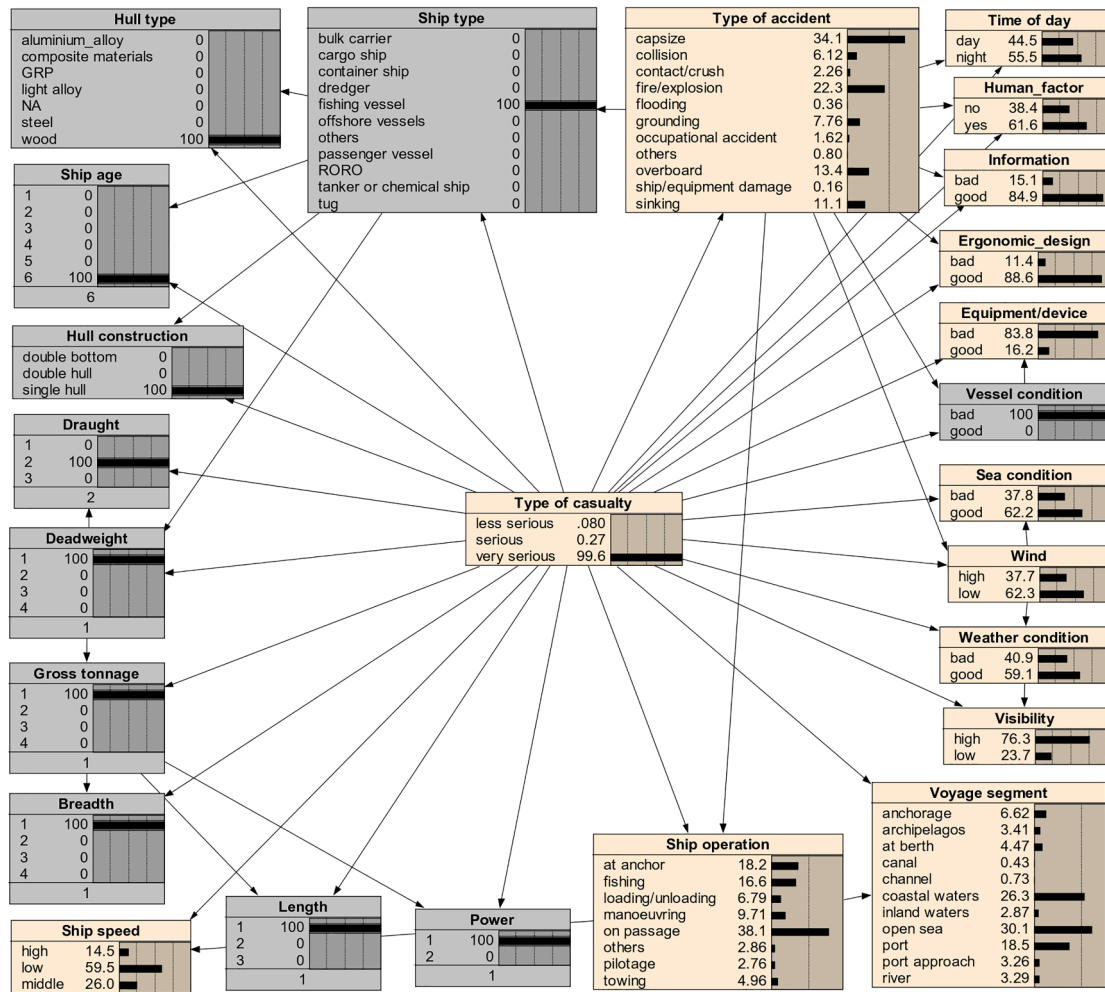 Hull type
aluminium_alloy 0
composite materials 0
GRP 0
light alloy 0
NA 0
steel 0
wood 100
Ship type
bulk carrier 0
cargo ship 0
container ship 0
dredger 0
fishing vessel 100
offshore vessels 0
others 0
passenger vessel 0
RORO 0
tanker or chemical ship 0
tug 0
Type of accident
capsize 34.1
collision 6.12
contact/crush 2.26
fire/explosion 22.3
flooding 0.36
grounding 7.76
occupational accident 1.62
others 0.80
overboard 13.4
ship/equipment damage 0.16
sinking 11.1
Time of day
day 44.5
night 55.5
Human_factor
no 38.4
yes 61.6
Information
bad 15.1
good 84.9
Ship age
1 0
2 0
3 0
4 0
5 0
6 100
6
Ergonomic_design
bad 11.4
good 88.6
Equipment/device
bad 83.8
good 16.2
Hull construction
double bottom 0
double hull 0
single hull 100
Vessel condition
bad 100
good 0
Draught
1 0
2 100
3 0
2
Type of casualty
less serious .080
serious 0.27
very serious 99.6
Sea condition
bad 37.8
good 62.2
Deadweight
1 100
2 0
3 0
4 0
1
Wind
high 37.7
low 62.3
Weather condition
bad 40.9
good 59.1
Gross tonnage
1 100
2 0
3 0
4 0
1
Visibility
high 76.3
low 23.7
Breadth
1 100
2 0
3 0
4 0
1
Voyage segment
anchorage 6.62
archipelagos 3.41
at berth 4.47
canal 0.43
channel 0.73
coastal waters 26.3
inland waters 2.87
open sea 30.1
port 18.5
port approach 3.26
river 3.29
Ship operation
at anchor 18.2
fishing 16.6
loading/unloading 6.79
manoeuvring 9.71
on passage 38.1
others 2.86
pilotage 2.76
towing 4.96
Length
1 100
2 0
3 0
1
Power
1 100
2 0
1
Ship speed
high 14.5
low 59.5
middle 26.0